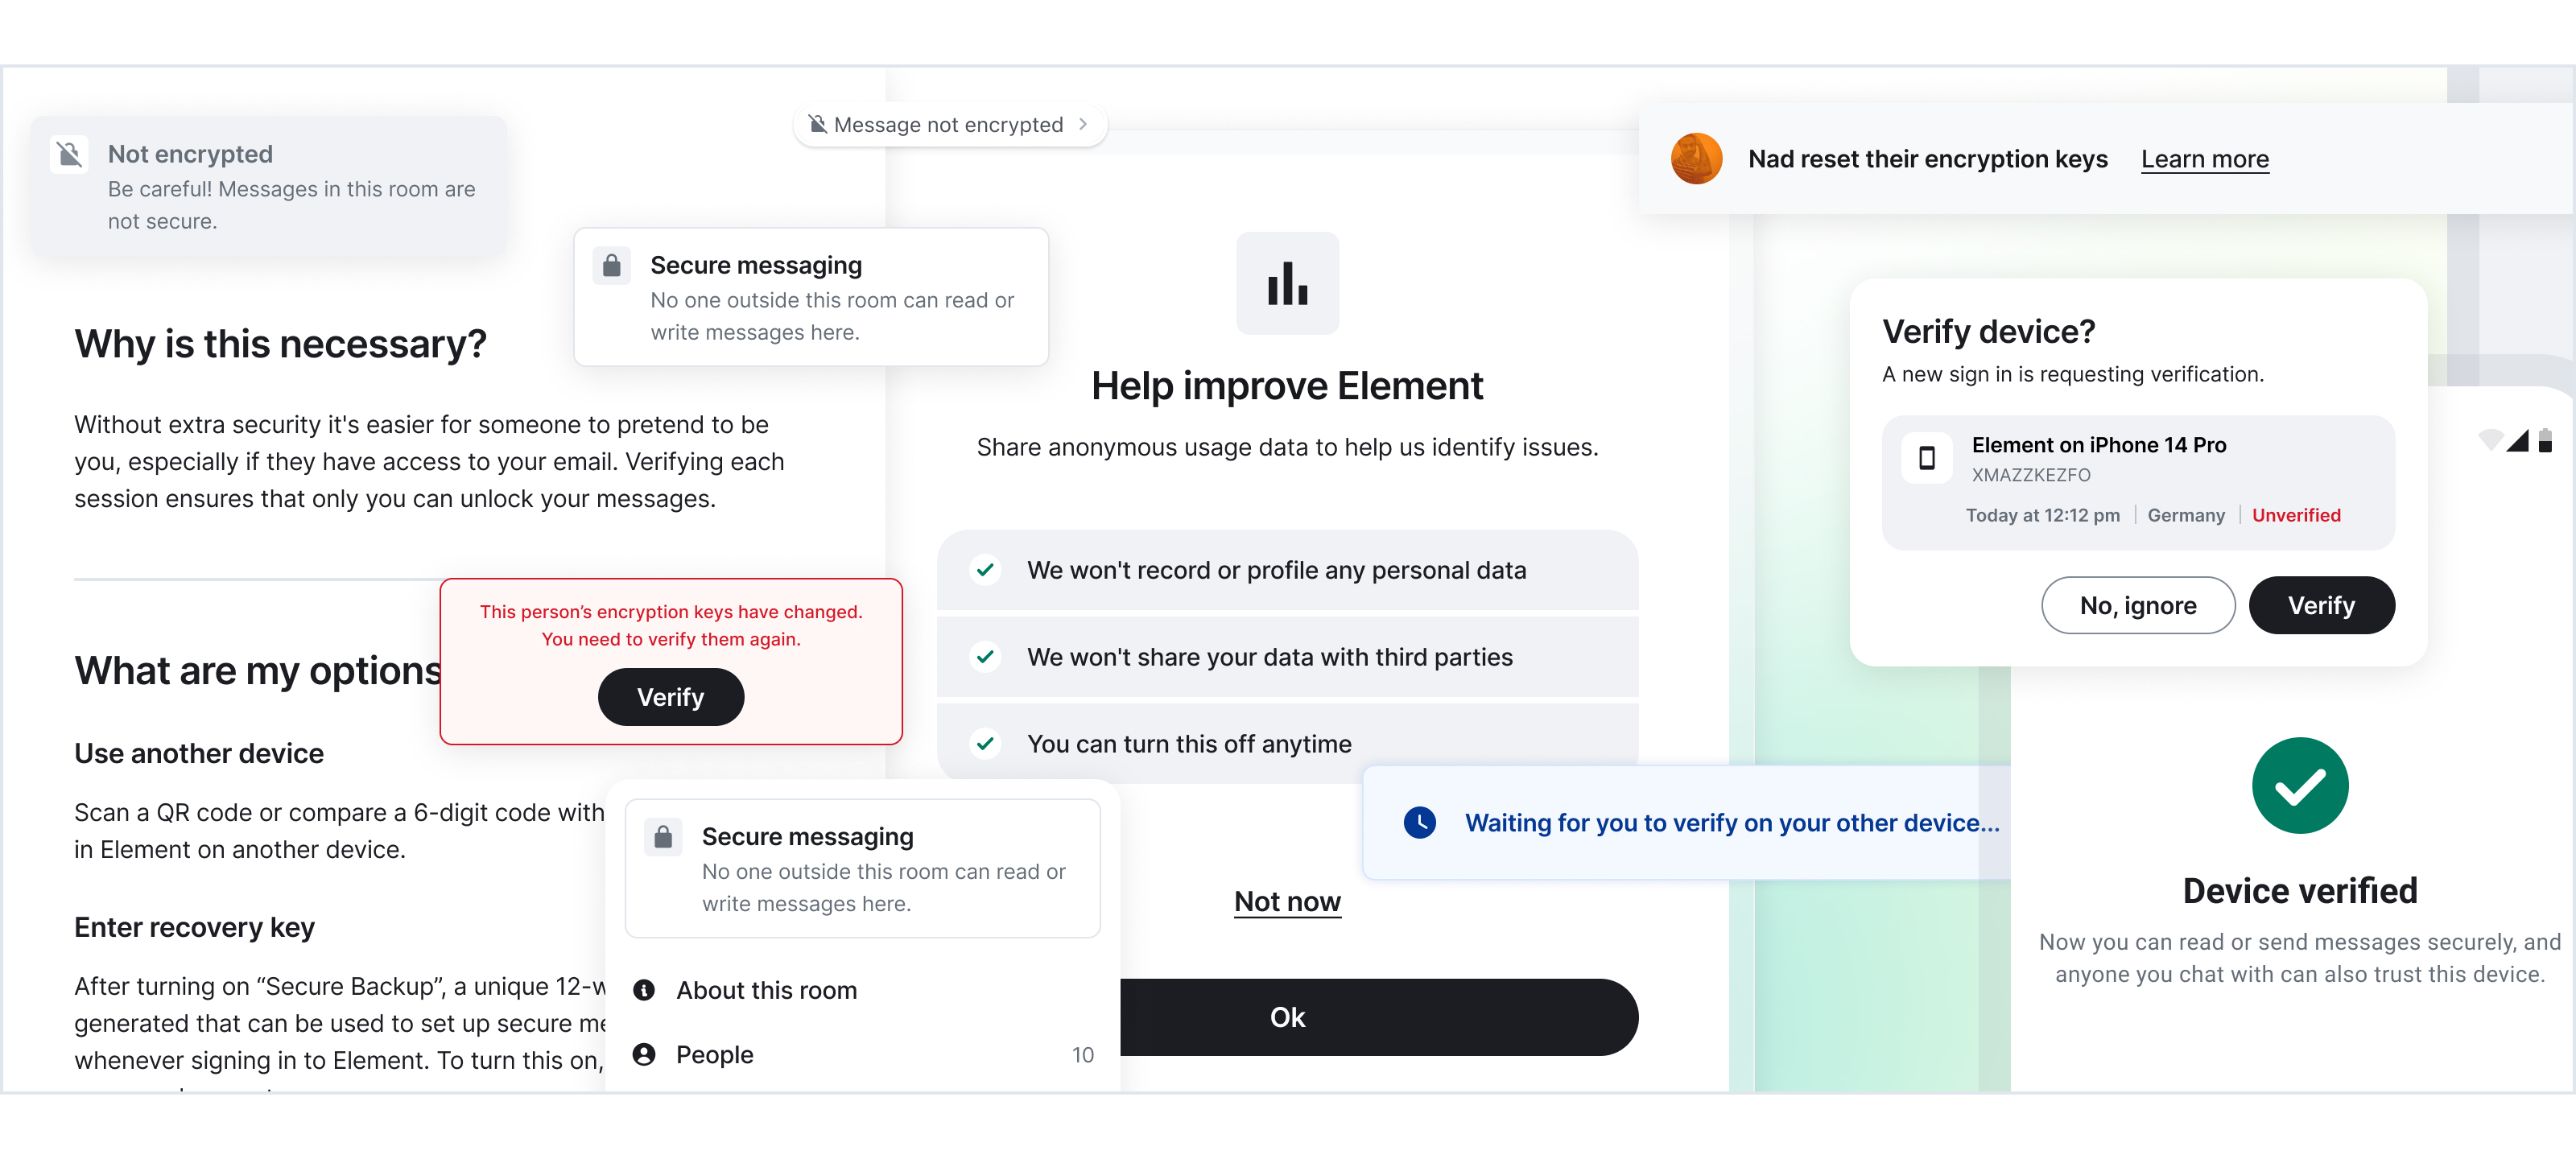 Not encrypted
Be careful! Messages in this room are
not secure.
Message not encrypted
Secure messaging
No one outside this room can read or
write messages here.
Why is this necessary?
Without extra security it's easier for someone to pretend to be
you, especially if they have access to your email. Verifying each
session ensures that only you can unlock your messages.
What are my options
This person’s encryption keys have changed.
You need to verify them again.
Verify
Use another device
Scan a QR code or compare a 6-digit code with
in Element on another device.
Enter recovery key
After turning on “Secure Backup”, a unique 12-w
generated that can be used to set up secure me
whenever signing in to Element. To turn this on,
Secure messaging
No one outside this room can read or
write messages here.
About this room
People 10
Help improve Element
Share anonymous usage data to help us identify issues.
We won't record or profile any personal data
We won't share your data with third parties
You can turn this off anytime
Not now
Ok
Nad reset their encryption keys Learn more
Verify device?
A new sign in is requesting verification.
Element on iPhone 14 Pro
XMAZZKEZFO
Today at 12:12 pm | Germany | Unverified
No, ignore Verify
Waiting for you to verify on your other device...
Device verified
Now you can read or send messages securely, and
anyone you chat with can also trust this device.